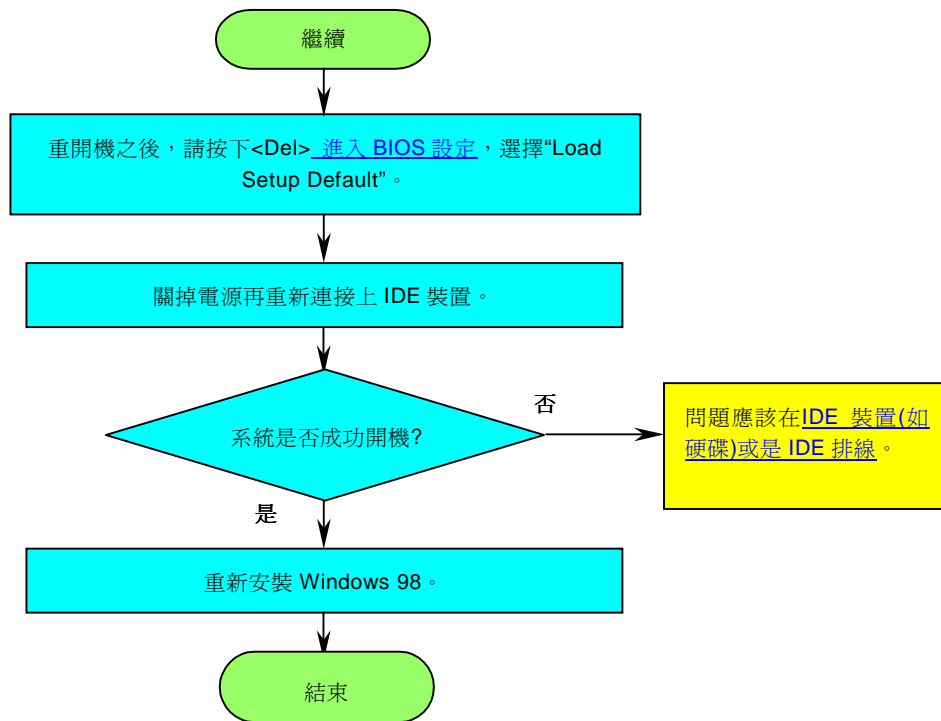 繼續
重開機之後，請按下<Del> 進入 BIOS 設定，選擇“Load
Setup Default”。
關掉電源再重新連接上 IDE 裝置。
系統是否成功開機?
否
問題應該在IDE 裝置(如
硬碟)或是 IDE 排線。
是
重新安裝 Windows 98。
結束